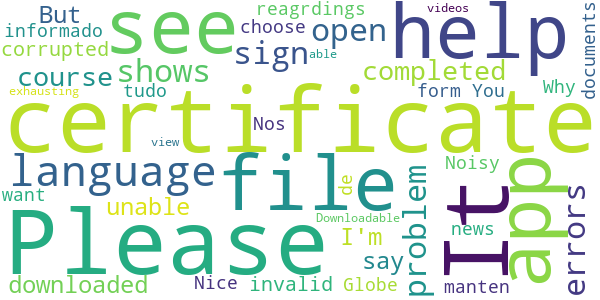 videos
But
reagrdings
see
help
informado
choose
open
documents
corrupted
sign
shows
completed
course
tudo
form You
Why
exhausting
certificate
Nos
view
able
language
file
It
app
Noisy
errors
want
unable
de
problem
Please
Downloadable
I'm
news
say
downloaded
Nice
invalid
Globe
manten